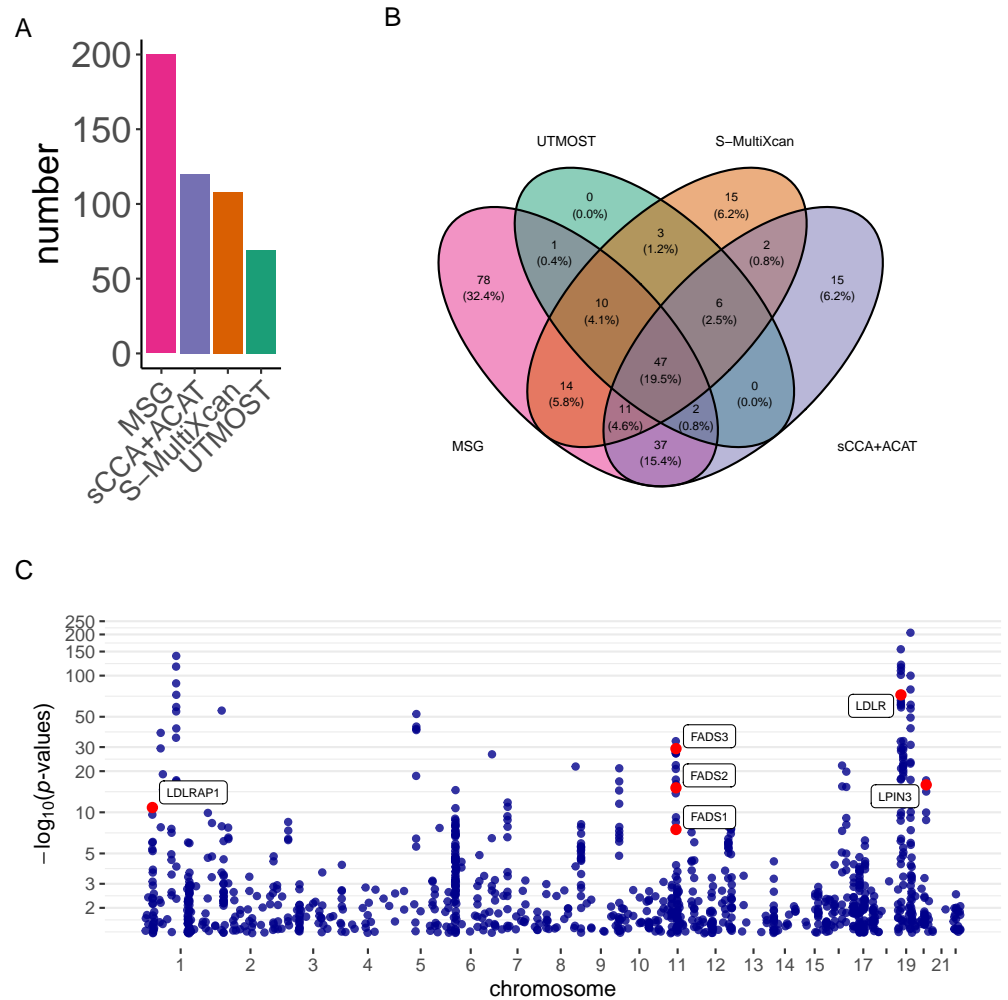 A
number
200
150
100
50
0
MSG
sCCA+ACAT
S−MultiXcan
UTMOST
B
UTMOST
S−MultiXcan
MSG
sCCA+ACAT
0
(0.0%)
15
(6.2%)
3
(1.2%)
1
(0.4%)
2
(0.8%)
78
(32.4%)
15
(6.2%)
10
(4.1%)
6
(2.5%)
47
(19.5%)
14
(5.8%)
0
(0.0%)
11
(4.6%)
2
(0.8%)
37
(15.4%)
C
−log10(p-values)
250
200
150
100
50
30
20
10
5
3
2
LDLRAP1
FADS3
FADS2
FADS1
LDLR
LPIN3
1 2 3 4 5 6 7 8 9 10 11 12 13 14 15 17 19 21
chromosome